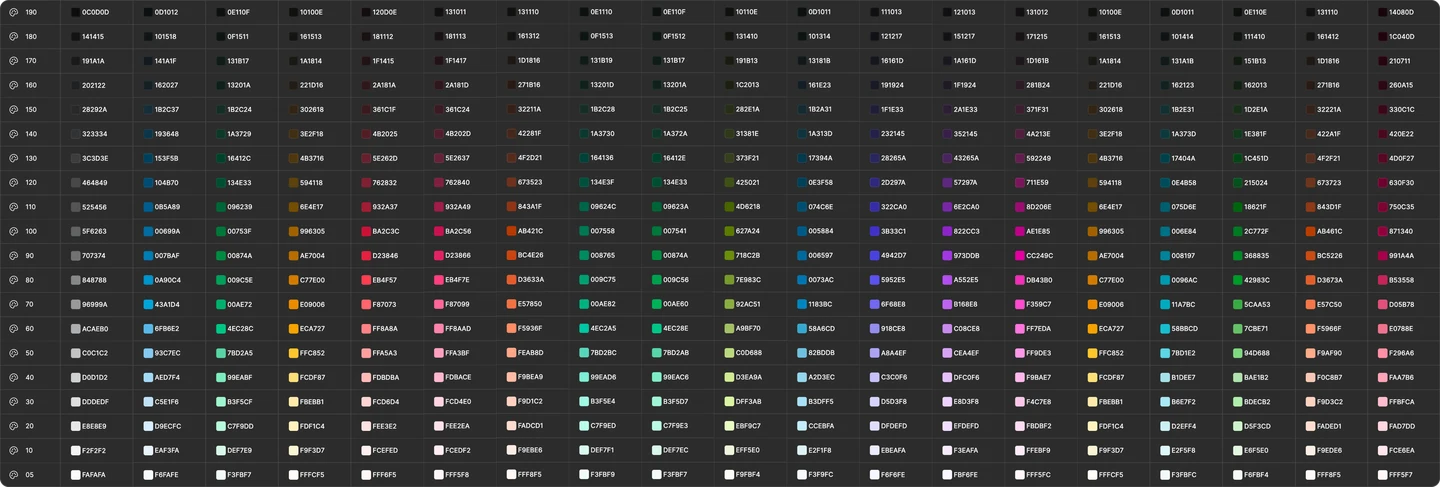 190 0C0D0D 0D1012 0E110F 10100E 120D0E 131011 131110 0E1110 0E110F 10110E 0D1011 111013 121013 131012 10100E 0D1011 0E110E 131110 14080D
180 141415 101518 0F1511 161513 181112 181113 161312 0F1513 0F1512 131410 101314 121217 151217 171215 161513 101414 111410 161412 1C040D
170 191A1A 141A1F 131B17 1A1814 1F1415 1F1417 1D1816 131B19 131B17 191B13 13181B 16161D 1A161D 1D161B 1A1814 131A1B 151B13 1D1816 210711
160 202122 162027 13201A 221D16 2A181A 2A181D 271B16 13201D 13201A 1C2013 161E23 191924 1F1924 281B24 221D16 162123 162013 271B16 260A15
150 28292A 1B2C37 1B2C24 302618 361C1F 361C24 32211A 1B2C28 1B2C25 282E1A 1B2A31 1F1E33 2A1E33 371F31 302618 1B2E31 1D2E1A 32221A 330C1C
140 323334 193648 1A3729 3E2F18 4B2025 4B202D 42281F 1A3730 1A372A 31381E 1A313D 232145 352145 4A213E 3E2F18 1A373D 1E381F 422A1F 420E22
130 3C3D3E 153F5B 16412C 4B3716 5E262D 5E2637 4F2D21 164136 16412E 373F21 17394A 28265A 43265A 592249 4B3716 17404A 1C451D 4F2F21 4D0F27
120 464849 104B70 134E33 594118 762832 762840 673523 134E3F 134E33 425021 0E3F58 2D297A 57297A 711E59 594118 0E4B58 215024 673723 630F30
110 525456 0B5A89 096239 6E4E17 932A37 932A49 843A1F 09624C 09623A 4D6218 074C6E 322CA0 6E2CA0 8D206E 6E4E17 075D6E 18621F 843D1F 750C35
100 5F6263 00699A 00753F 996305 BA2C3C BA2C56 AB421C 007558 007541 627A24 005884 3B33C1 822CC3 AE1E85 996305 006E84 2C772F AB461C 871340
90 707374 007BAF 00874A AE7004 D23846 D23866 BC4E26 008765 00874A 718C2B 006597 4942D7 973DDB CC249C AE7004 008197 368835 BC5226 991A4A
80 848788 0A90C4 009C5E C77E00 EB4F57 EB4F7E D3633A 009C75 009C56 7E983C 0073AC 5952E5 A552E5 DB43B0 C77E00 0096AC 42983C D3673A B53558
70 96999A 43A1D4 00AE72 E09006 F87073 F87099 E57850 00AE82 00AE60 92AC51 1183BC 6F68E8 B168E8 F359C7 E09006 11A7BC 5CAA53 E57C50 D05B78
60 ACAEB0 6FB6E2 4EC28C ECA727 FF8A8A FF8AAD F5936F 4EC2A5 4EC28E A9BF70 58A6CD 918CE8 C08CE8 FF7EDA ECA727 58BBCD 7CBE71 F5966F E0788E
50 C0C1C2 93C7EC 7BD2A5 FFC852 FFA5A3 FFA3BF FEAB8D 7BD2BC 7BD2AB C0D688 82BDDB A8A4EF CEA4EF FF9DE3 FFC852 7BD1E2 94D688 F9AF90 F296A6
40 D0D1D2 AED7F4 99EABF FCDF87 FDBDBA FDBACE F9BEA9 99EAD6 99EAC6 D3EA9A A2D3EC C3C0F6 DFC0F6 F9BAE7 FCDF87 B1DEE7 BAE1B2 F0C8B7 FAA7B6
30 DDDEDF C5E1F6 B3F5CF FBEBB1 FCD6D4 FCD4E0 F9D1C2 B3F5E4 B3F5D7 DFF3AB B3DFF5 D5D3F8 E8D3F8 F4C7E8 FBEBB1 B6E7F2 BDECB2 F9D3C2 FFBFCA
20 E8E8E9 D9ECFC C7F9DD FDF1C4 FEE3E2 FEE2EA FADCD1 C7F9ED C7F9E3 EBF9C7 CCEBFA DFDEFD EFDEFD FBDBF2 FDF1C4 D2EFF4 D5F3CD FADED1 FAD7DD
10 F2F2F2 EAF3FA DEF7E9 F9F3D7 FCEFED FCEDF2 F9EBE6 DEF7F1 DEF7EC EFF5E0 E2F1F8 EBEAFA F3EAFA FFEBF9 F9F3D7 E2F5F8 E6F5E0 F9EDE6 FCE6EA
05 FAFAFA F6FAFE F3FBF7 FFFCF5 FFF6F5 FFF5F8 FFF8F5 F3FBF9 F3FBF7 F9FBF4 F3F9FC F6F6FE FBF6FE FFF5FC FFFCF5 F3FBFC F6FBF4 FFF8F5 FFF5F7